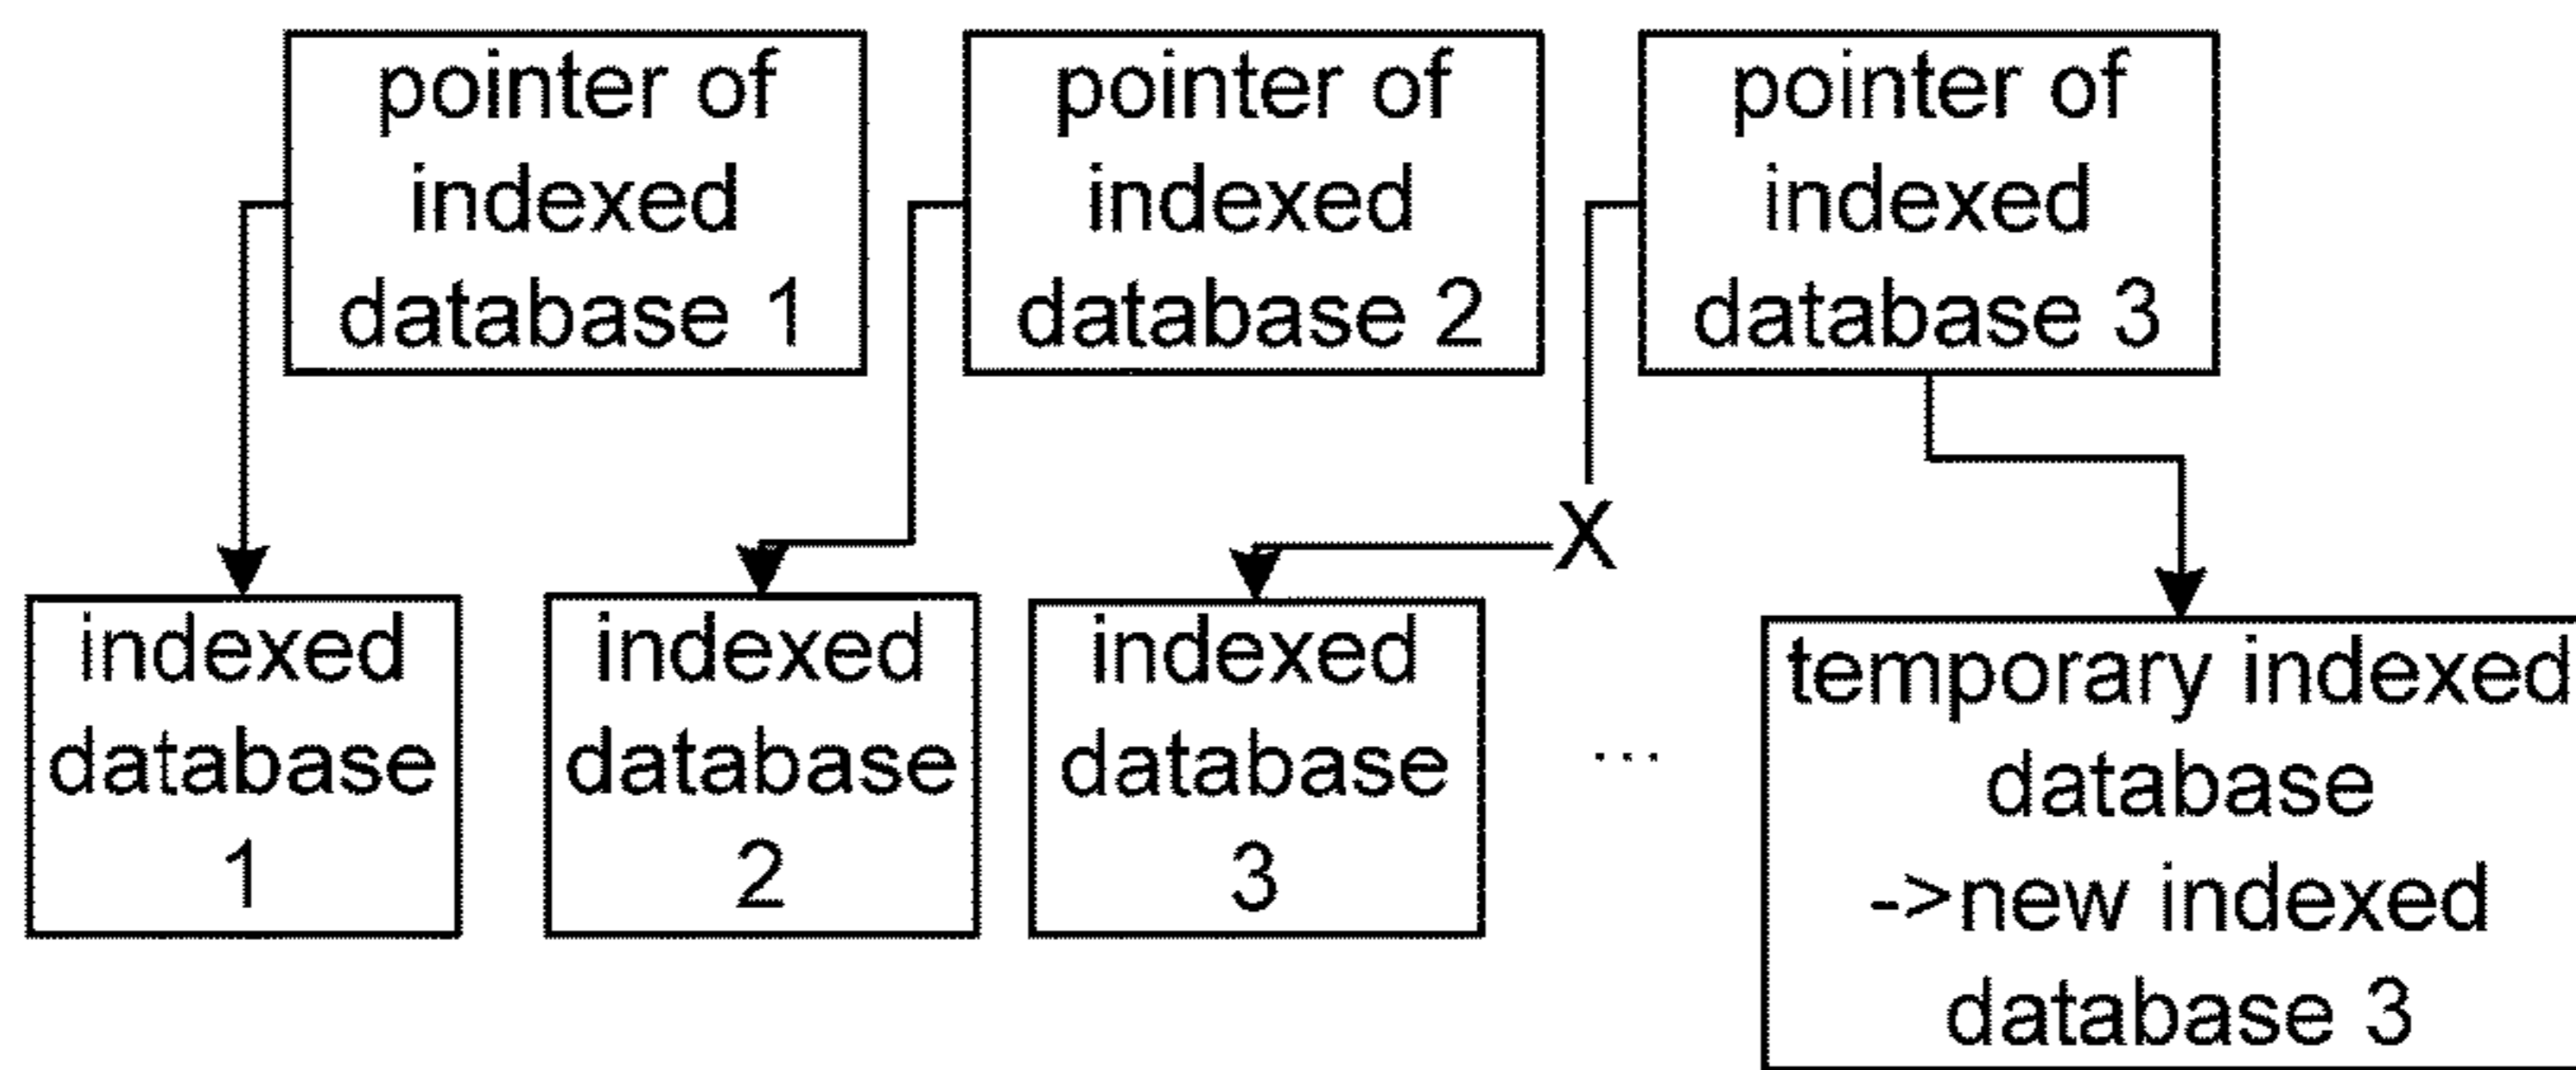 pointer of
indexed
database 1
pointer of
indexed
database 2
pointer of
indexed
database 3
X
indexed
database
1
indexed
database
2
indexed
database
3
...
temporary indexed
database
->new indexed
database 3